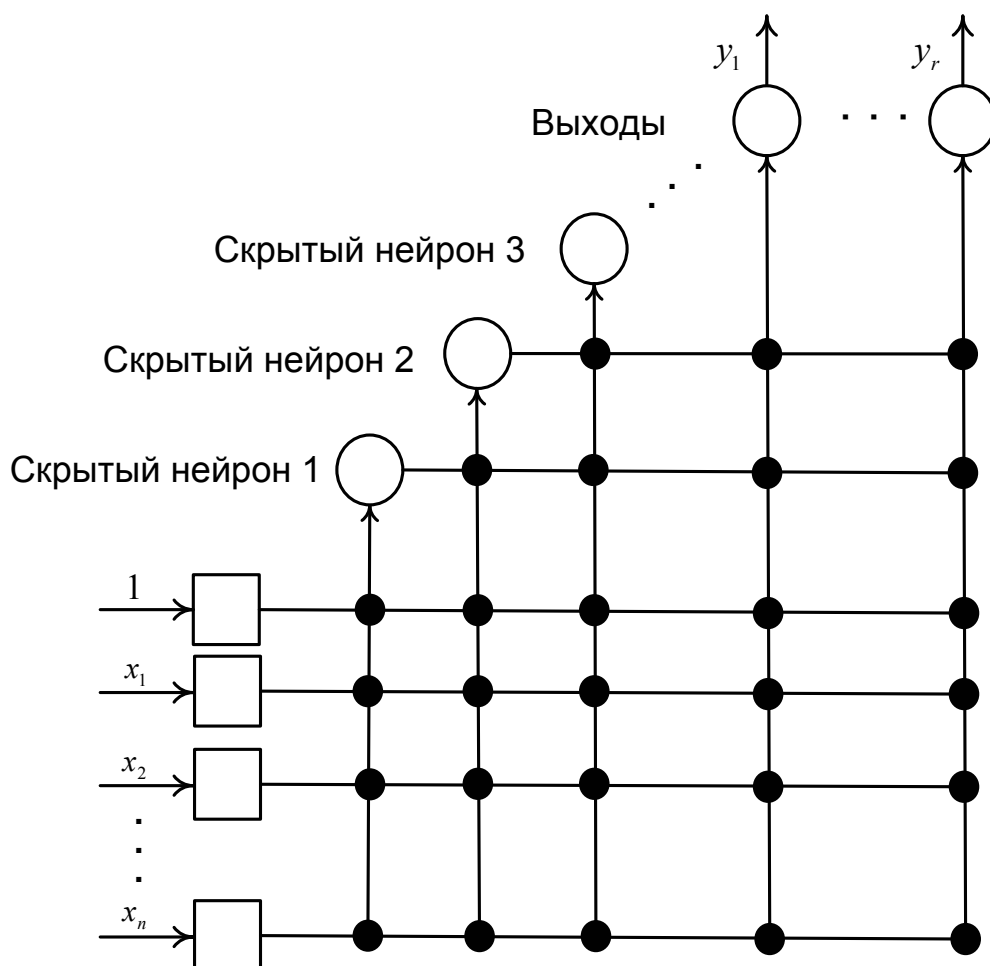 y₁
yᵣ
Выходы
. . .
. . .
Скрытый нейрон 3
Скрытый нейрон 2
Скрытый нейрон 1
1
x₁
x₂
. . .
xₙ